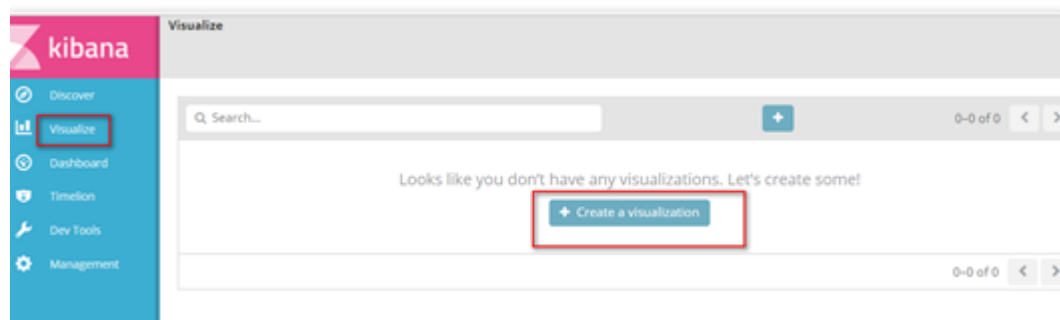 Visualize
kibana
Discover
Search...
0-0 of 0
Visualize
Dashboard
Looks like you don't have any visualizations. Let's create some!
Timelion
+ Create a visualization
Dev Tools
Management
0-0 of 0